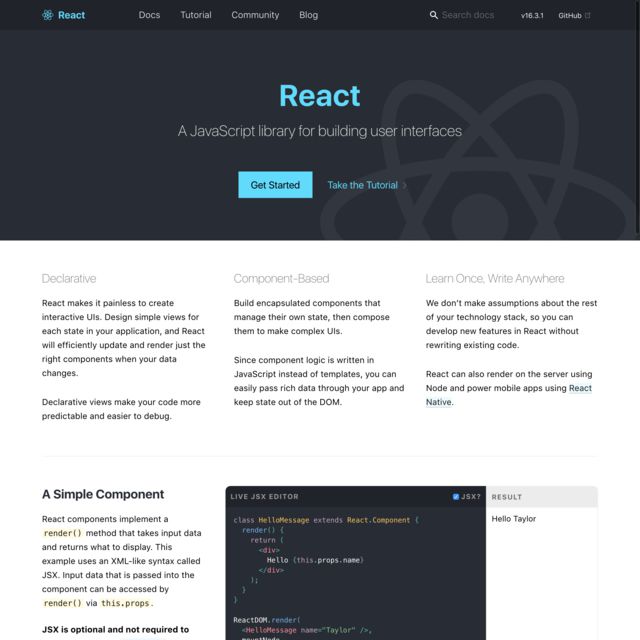 React Docs Tutorial Community Blog Search docs v16.3.1 GitHub
React
A JavaScript library for building user interfaces
Get Started Take the Tutorial
Declarative
React makes it painless to create
interactive UIs. Design simple views for
each state in your application, and React
will efficiently update and render just the
right components when your data
changes.
Declarative views make your code more
predictable and easier to debug.
Component-Based
Build encapsulated components that
manage their own state, then compose
them to make complex UIs.
Since component logic is written in
JavaScript instead of templates, you can
easily pass rich data through your app and
keep state out of the DOM.
Learn Once, Write Anywhere
We don't make assumptions about the rest
of your technology stack, so you can
develop new features in React without
rewriting existing code.
React can also render on the server using
Node and power mobile apps using React
Native.
A Simple Component
React components implement a
render() method that takes input data
and returns what to display. This
example uses an XML-like syntax called
JSX. Input data that is passed into the
component can be accessed by
render() via this.props.
JSX is optional and not required to
LIVE JSX EDITOR JSX?
class HelloMessage extends React.Component {
render() {
return (
<div>
Hello {this.props.name}
</div>
);
}
}
ReactDOM.render(
<HelloMessage name="Taylor" />,
mountNode
RESULT
Hello Taylor